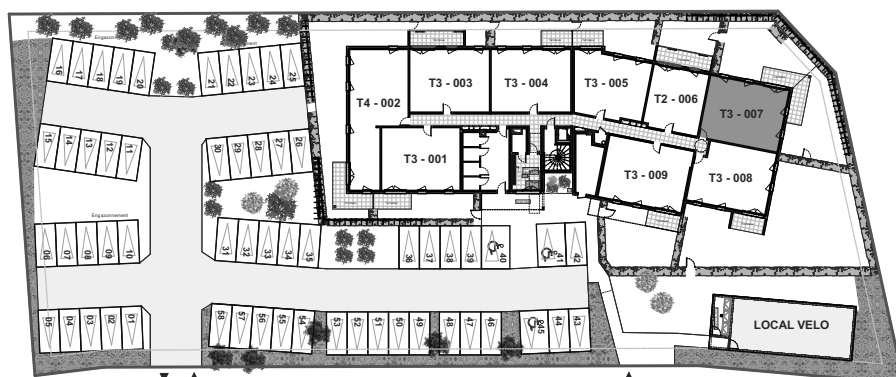 Engazonnement
16 17 18 19 20
21 22 23 24 25
T3 - 003
T3 - 004
T3 - 005
T4 - 002
T2 - 006
T3 - 007
15 14 13 12 11
30 29 28 27 26
T3 - 001
T3 - 009
T3 - 008
Engazonnement
06 07 08 09 10
31 32 33 34 35
36 37 38 39 40
41 42
05 04 03 02 01
58 57 56 55 54
53 52 51 50 49
48 47 46
45 44 43
LOCAL VELO